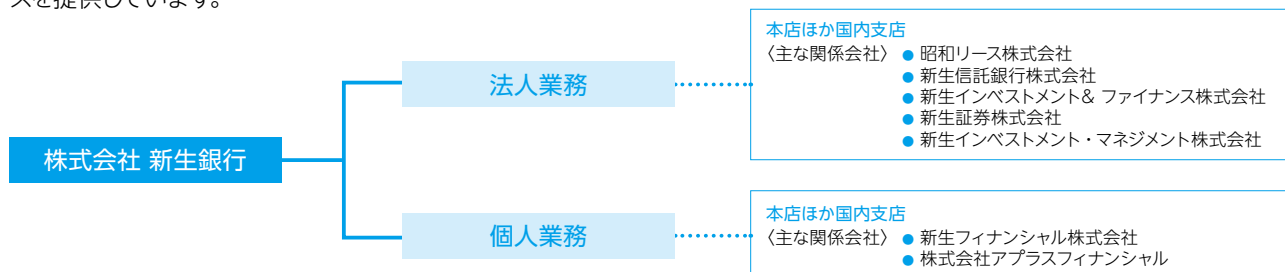 スを提供しています。
本店ほか国内支店
〈主な関係会社〉 ● 昭和リース株式会社
● 新生信託銀行株式会社
● 新生インベストメント& ファイナンス株式会社
● 新生証券株式会社
● 新生インベストメント・マネジメント株式会社
法人業務
株式会社 新生銀行
個人業務
本店ほか国内支店
〈主な関係会社〉 ● 新生フィナンシャル株式会社
● 株式会社アプラスフィナンシャル